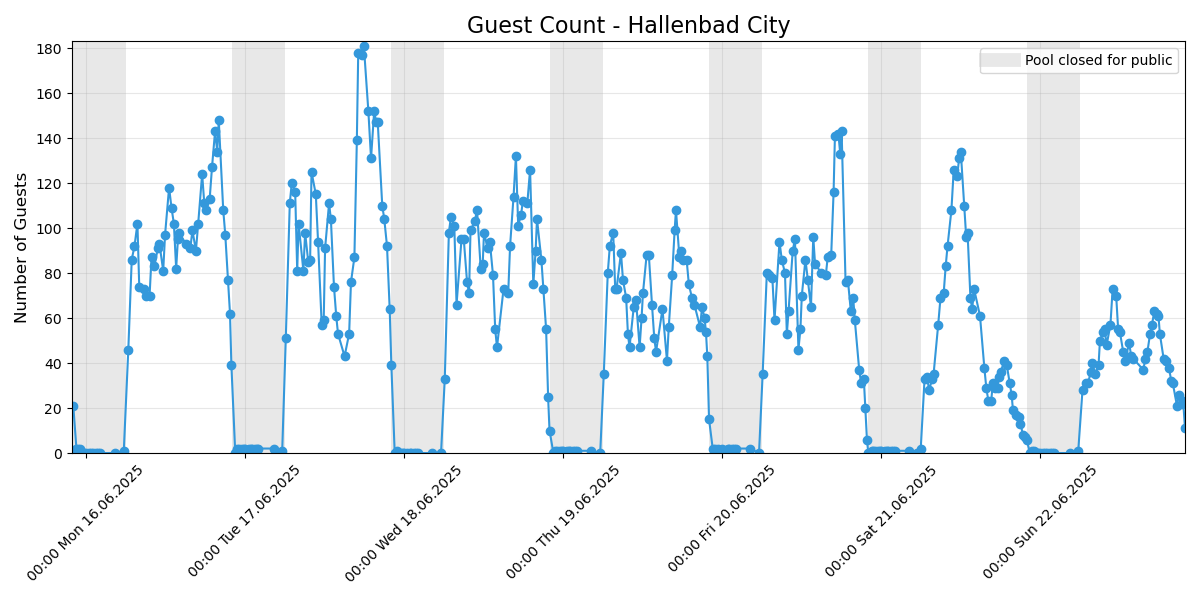 Guest Count - Hallenbad City
Pool closed for public
Number of Guests
180
160
140
120
100
80
60
40
20
0
00:00 Mon 16.06.2025
00:00 Tue 17.06.2025
00:00 Wed 18.06.2025
00:00 Thu 19.06.2025
00:00 Fri 20.06.2025
00:00 Sat 21.06.2025
00:00 Sun 22.06.2025